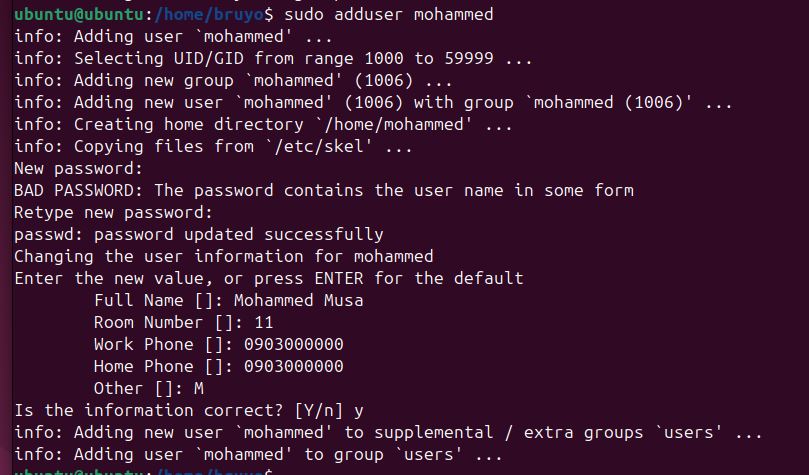 ubuntu@ubuntu:/home/bruyo$ sudo adduser mohammed
info: Adding user `mohammed' ...
info: Selecting UID/GID from range 1000 to 59999 ...
info: Adding new group `mohammed' (1006) ...
info: Adding new user `mohammed' (1006) with group `mohammed (1006)' ...
info: Creating home directory `/home/mohammed' ...
info: Copying files from `/etc/skel' ...
New password:
BAD PASSWORD: The password contains the user name in some form
Retype new password:
passwd: password updated successfully
Changing the user information for mohammed
Enter the new value, or press ENTER for the default
Full Name []: Mohammed Musa
Room Number []: 11
Work Phone []: 0903000000
Home Phone []: 0903000000
Other []: M
Is the information correct? [Y/n] y
info: Adding new user `mohammed' to supplemental / extra groups `users' ...
info: Adding user `mohammed' to group `users' ...